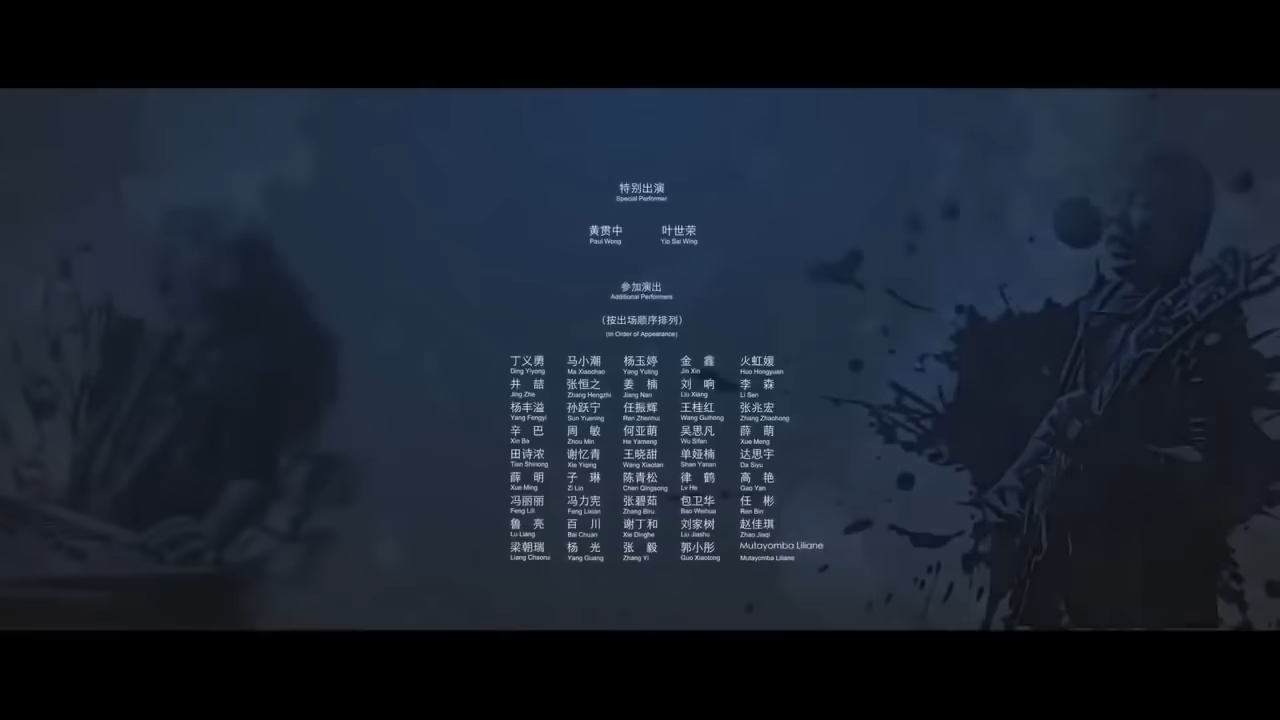 特别出演
Special Performer
黄贯中 叶世荣
Paul Wong Yip Sai Wing
参加演出
Additional Performers
（按出场顺序排列）
(In Order of Appearance)
丁义勇 马小潮 杨玉婷 金 鑫 火虹媛
Ding Yiyong Ma Xiaochao Yang Yuting Jin Xin Huo Hongyuan
井 喆 张恒之 姜 楠 刘 响 李 森
Jing Zhe Zhang Hengzhi Jiang Nan Liu Xiang Li Sen
杨丰溢 孙跃宁 任振辉 王桂红 张兆宏
Yang Fengyi Sun Yuening Ren Zhenhui Wang Guihong Zhang Zhaohong
辛 巴 周 敏 何亚萌 吴思凡 薛 萌
Xin Ba Zhou Min He Yameng Wu Sifan Xue Meng
田诗浓 谢忆青 王晓甜 单娅楠 达思宇
Tian Shinong Xie Yiqing Wang Xiaotian Shan Yanan Da Siyu
薛 明 子 琳 陈青松 律 鹤 高 艳
Xue Ming Zi Lin Chen Qingsong Lv He Gao Yan
冯丽丽 冯力宪 张碧茹 包卫华 任 彬
Feng Lili Feng Lixian Zhang Biru Bao Weihua Ren Bin
鲁 亮 百 川 谢丁和 刘家树 赵佳琪
Lu Liang Bai Chuan Xie Dinghe Liu Jiashu Zhao Jiaqi
梁朝瑞 杨 光 张 毅 郭小彤 Mutayomba Liliane
Liang Chaorui Yang Guang Zhang Yi Guo Xiaotong Mutayomba Liliane